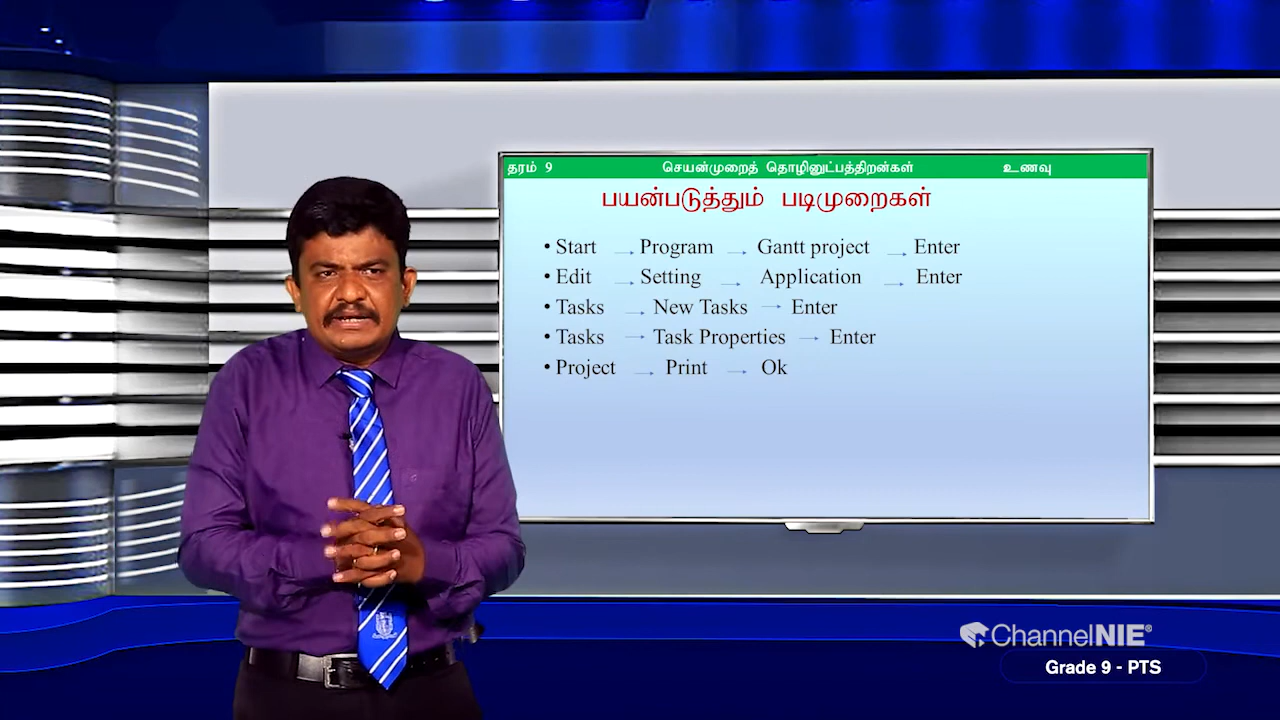 தரம் 9 செயன்முறைத் தொழினுட்பத்திறன்கள் உணவு
பயன்படுத்தும் படிமுறைகள்
• Start → Program → Gantt project → Enter
• Edit → Setting → Application → Enter
• Tasks → New Tasks → Enter
• Tasks → Task Properties → Enter
• Project → Print → Ok
ChannelNIE®
Grade 9 - PTS